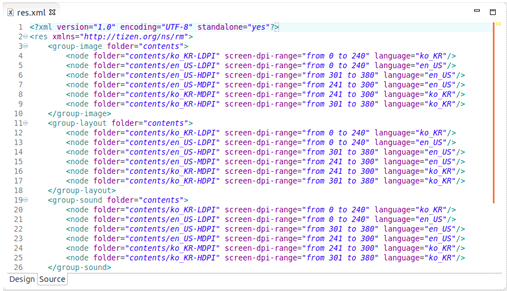 res.xml
1 <?xml version="1.0" encoding="UTF-8" standalone="yes"?>
2 <res xmlns="http://tizen.org/ns/rm">
3 <group-image folder="contents">
4 <node folder="contents/ko_KR-LDPI" screen-dpi-range="from 0 to 240" language="ko_KR"/>
5 <node folder="contents/en_US-LDPI" screen-dpi-range="from 0 to 240" language="en_US"/>
6 <node folder="contents/en_US-HDPI" screen-dpi-range="from 301 to 380" language="en_US"/>
7 <node folder="contents/en_US-MDPI" screen-dpi-range="from 241 to 300" language="en_US"/>
8 <node folder="contents/ko_KR-MDPI" screen-dpi-range="from 241 to 300" language="ko_KR"/>
9 <node folder="contents/ko_KR-HDPI" screen-dpi-range="from 301 to 380" language="ko_KR"/>
10 </group-image>
11 <group-layout folder="contents">
12 <node folder="contents/ko_KR-LDPI" screen-dpi-range="from 0 to 240" language="ko_KR"/>
13 <node folder="contents/en_US-LDPI" screen-dpi-range="from 0 to 240" language="en_US"/>
14 <node folder="contents/en_US-HDPI" screen-dpi-range="from 301 to 380" language="en_US"/>
15 <node folder="contents/en_US-MDPI" screen-dpi-range="from 241 to 300" language="en_US"/>
16 <node folder="contents/ko_KR-MDPI" screen-dpi-range="from 241 to 300" language="ko_KR"/>
17 <node folder="contents/ko_KR-HDPI" screen-dpi-range="from 301 to 380" language="ko_KR"/>
18 </group-layout>
19 <group-sound folder="contents">
20 <node folder="contents/ko_KR-LDPI" screen-dpi-range="from 0 to 240" language="ko_KR"/>
21 <node folder="contents/en_US-LDPI" screen-dpi-range="from 0 to 240" language="en_US"/>
22 <node folder="contents/en_US-HDPI" screen-dpi-range="from 301 to 380" language="en_US"/>
23 <node folder="contents/en_US-MDPI" screen-dpi-range="from 241 to 300" language="en_US"/>
24 <node folder="contents/ko_KR-MDPI" screen-dpi-range="from 241 to 300" language="ko_KR"/>
25 <node folder="contents/ko_KR-HDPI" screen-dpi-range="from 301 to 380" language="ko_KR"/>
26 </group-sound>
Design Source